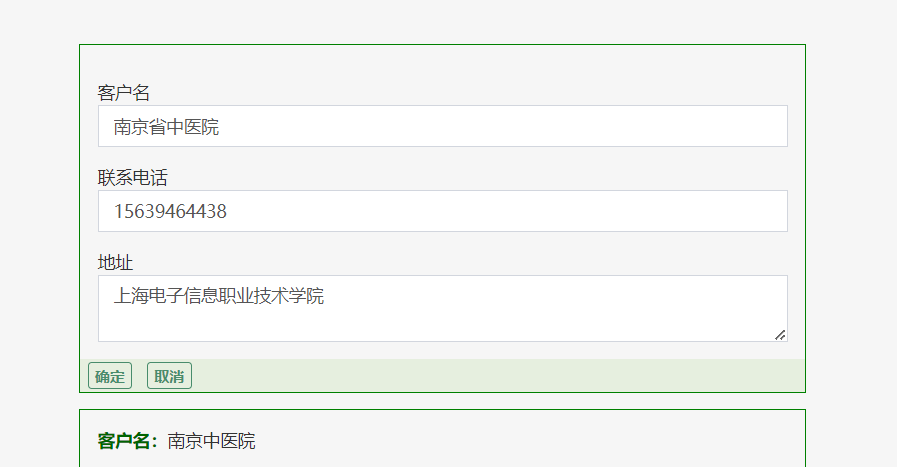 客户名
南京省中医院
联系电话
15639464438
地址
上海电子信息职业技术学院
确定 取消
客户名：南京中医院